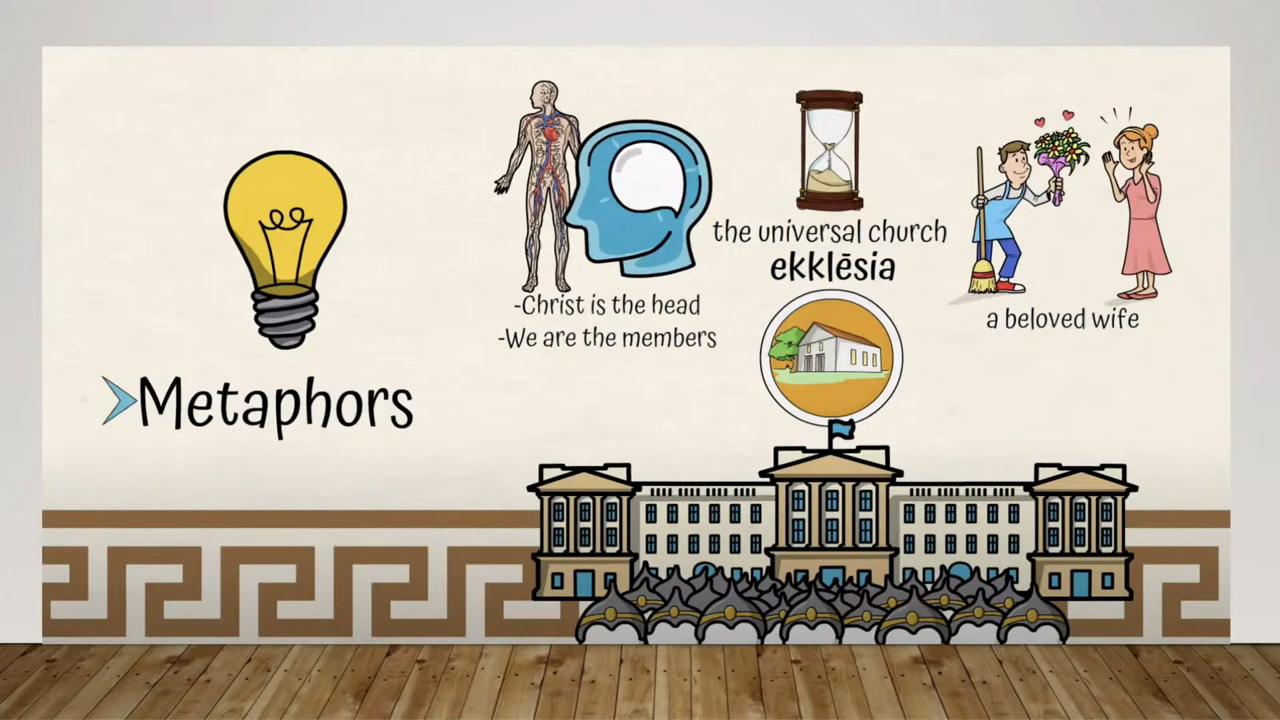 Metaphors
-Christ is the head
-We are the members
the universal church
ekklēsia
a beloved wife